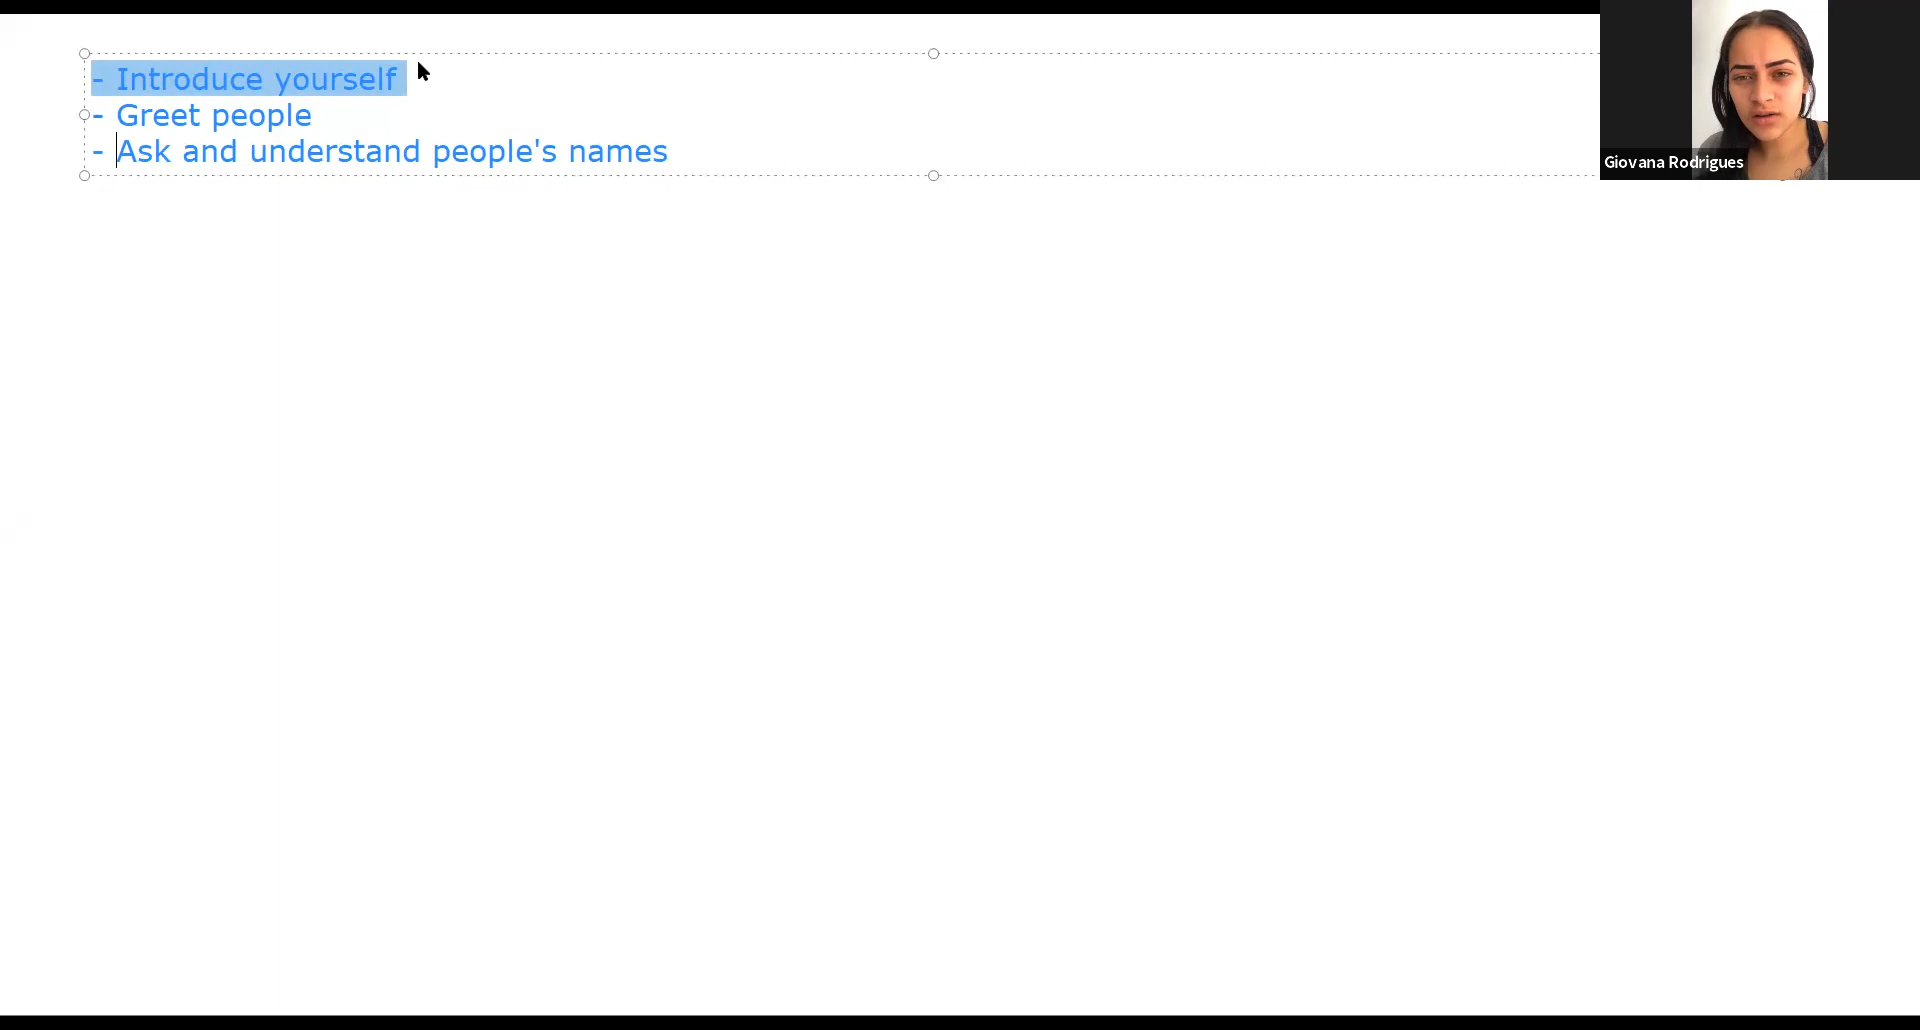 - Introduce yourself
- Greet people
- Ask and understand people's names
Giovana Rodrigues